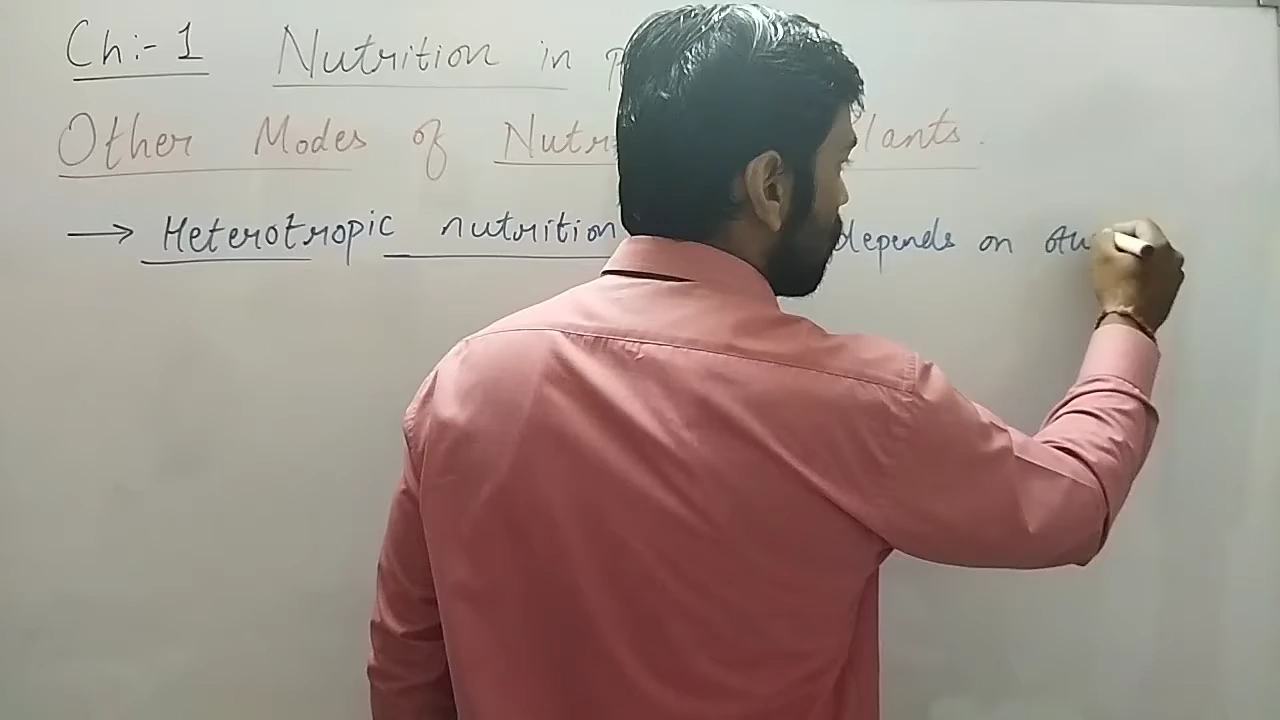 Ch:- 1 Nutrition in
Other Modes of Nutr lants.
→ Heterotropic nutrition depends on